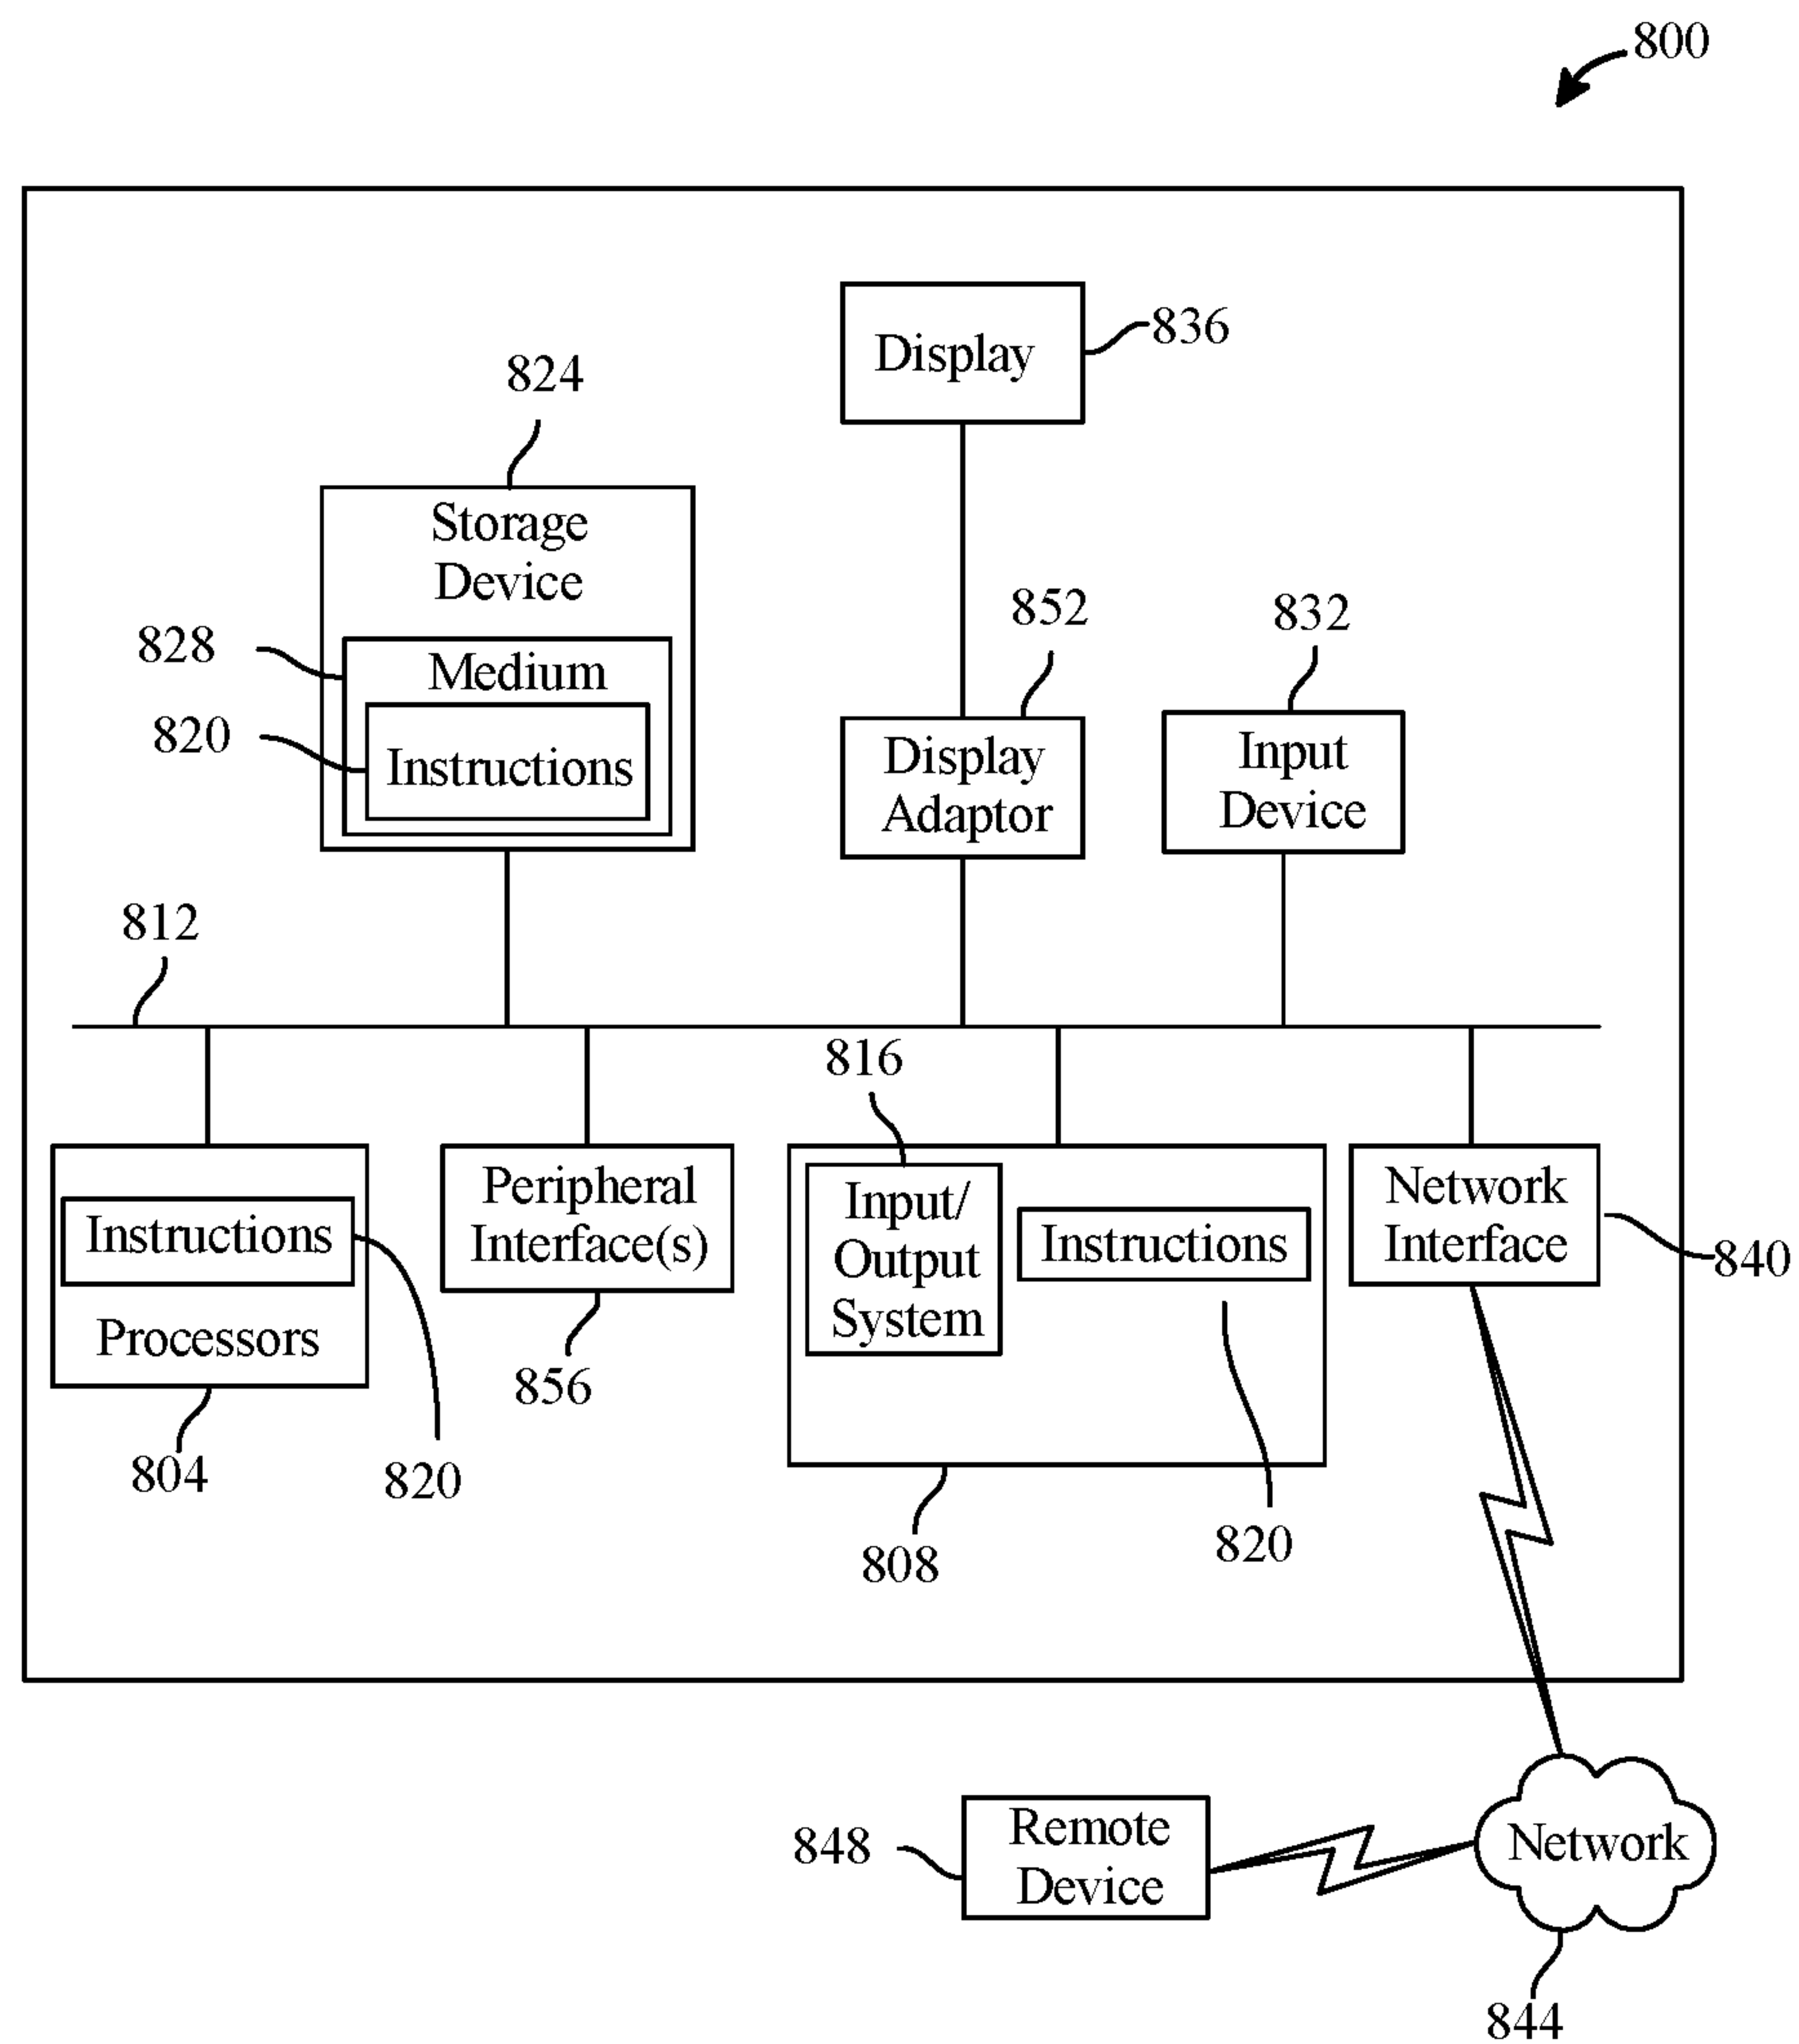 800
Display
836
824
Storage
Device
828
Medium
820
Instructions
852
Display
Adaptor
832
Input
Device
812
816
Instructions
Processors
804
820
Peripheral
Interface(s)
856
Input/
Output
System
Instructions
808
820
Network
Interface
840
848
Remote
Device
Network
844